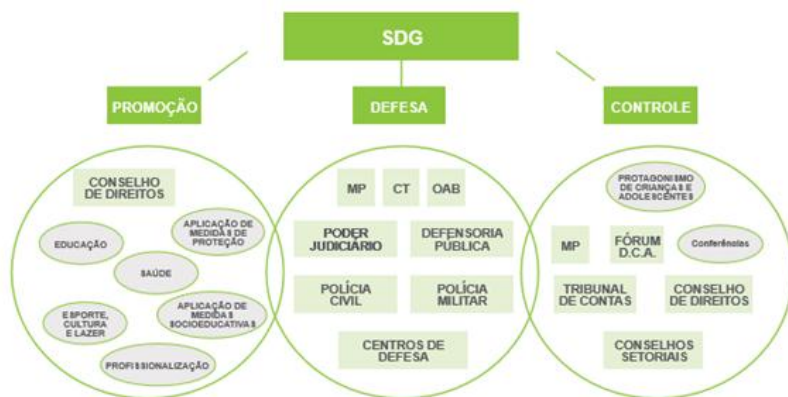 SDG
PROMOÇÃO
DEFESA
CONTROLE
CONSELHO
DE DIREITOS
EDUCAÇÃO
APLICAÇÃO DE
MEDIDAS DE
PROTEÇÃO
SAÚDE
ESPORTE,
CULTURA
E LAZER
APLICAÇÃO DE
MEDIDAS
SOCIOEDUCATIVAS
PROFISSIONALIZAÇÃO
MP
CT
OAB
PODER
JUDICIÁRIO
DEFENSORIA
PÚBLICA
POLÍCIA
CIVIL
POLÍCIA
MILITAR
CENTROS DE
DEFESA
PROTAGONISMO
DE CRIANÇAS E
ADOLESCENTES
MP
FÓRUM
D.C.A.
Conferências
TRIBUNAL
DE CONTAS
CONSELHO
DE DIREITOS
CONSELHOS
SETORIAIS